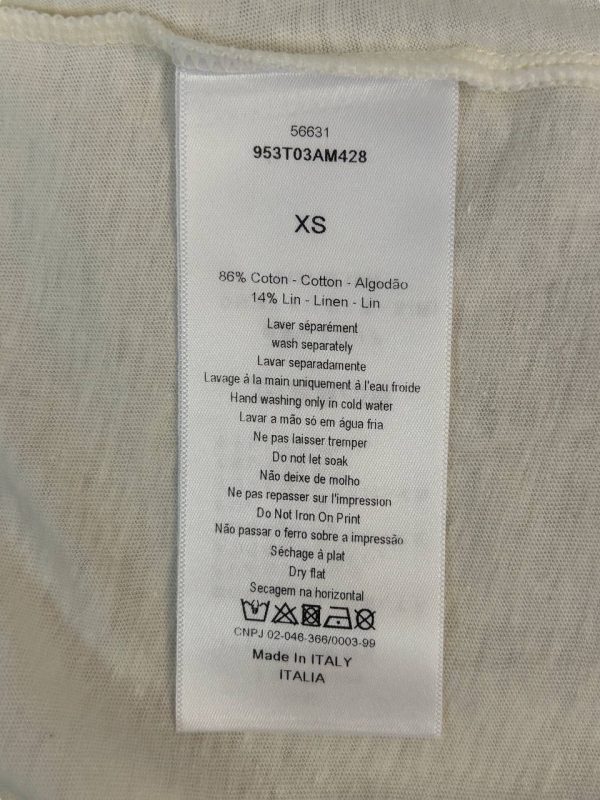 56631
953T03AM428
XS
86% Coton - Cotton - Algodão
14% Lin - Linen - Lin
Laver séparément
wash separately
Lavar separadamente
Lavage à la main uniquement à l'eau froide
Hand washing only in cold water
Lavar a mão só em água fria
Ne pas laisser tremper
Do not let soak
Não deixe de molho
Ne pas repasser sur l'impression
Do Not Iron On Print
Não passar o ferro sobre a impressão
Séchage à plat
Dry flat
Secagem na horizontal
CNPJ 02-046-366/0003-99
Made In ITALY
ITALIA